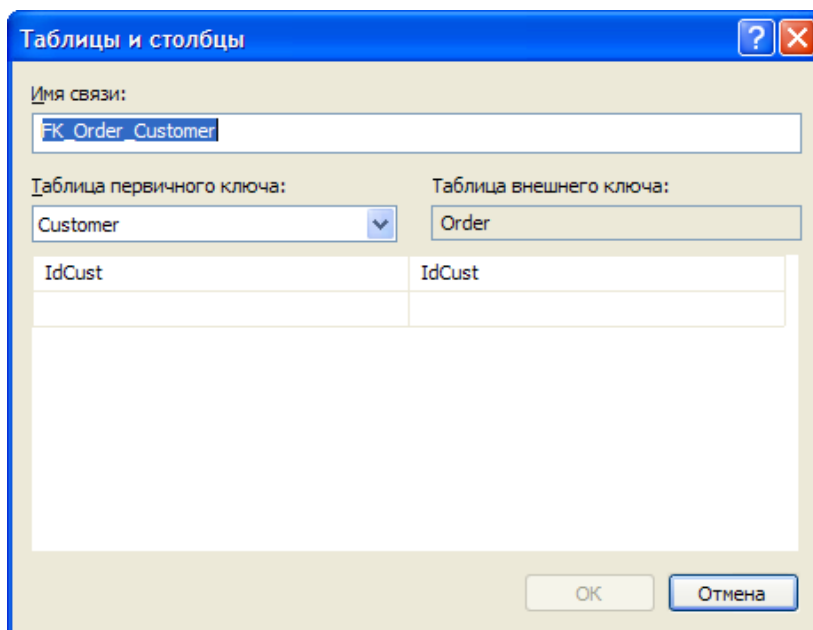 Таблицы и столбцы
Имя связи:
FK_Order_Customer
Таблица первичного ключа: Таблица внешнего ключа:
Customer Order
IdCust IdCust
OK Отмена